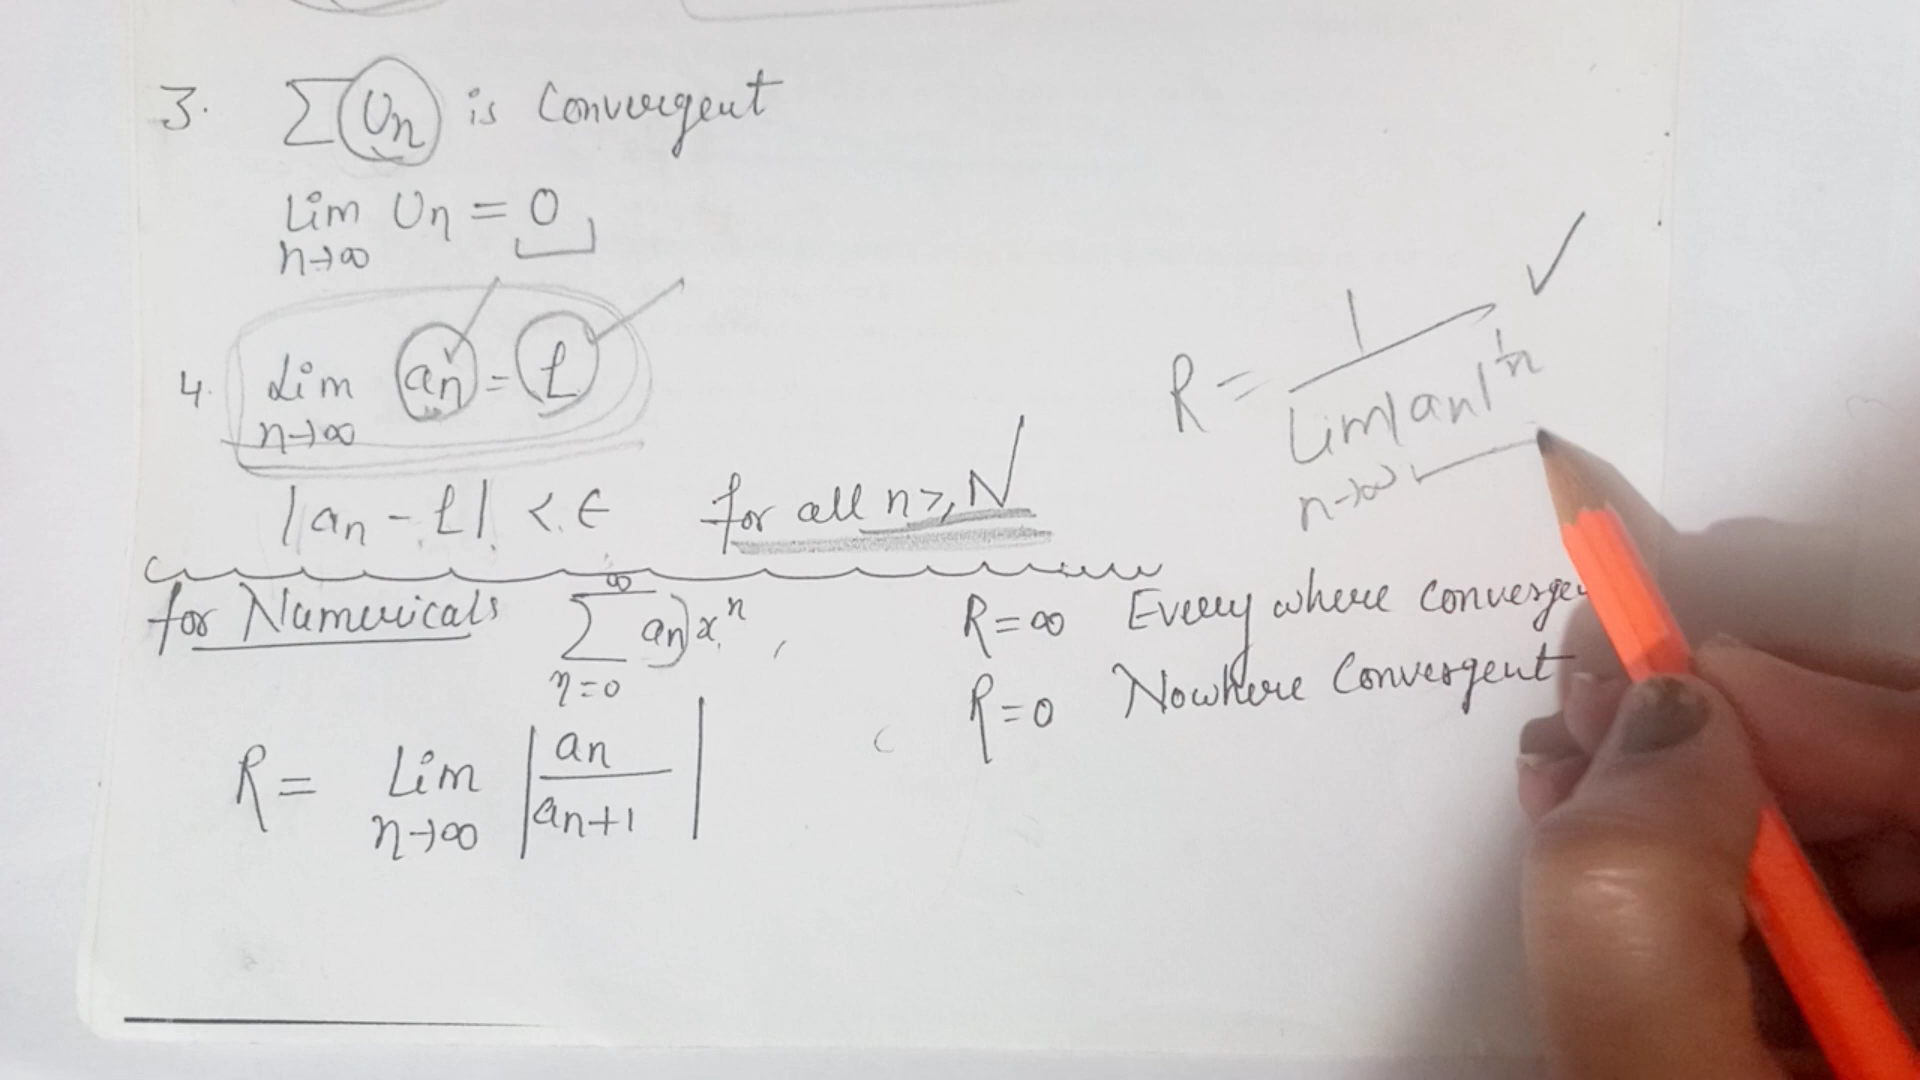 3. ∑ Un is Convergent
Lim Un = 0
n→∞
4. Lim an = L
n→∞
|an - L| < ϵ for all n ≥ N
R = 1
Lim |an|^1/n
n→∞
for Numericals ∑ an x^n ,
∞
n=0
R=∞ Every where
R=0 Nowhere Convergent
R = Lim | an |
n→∞ | an+1 |